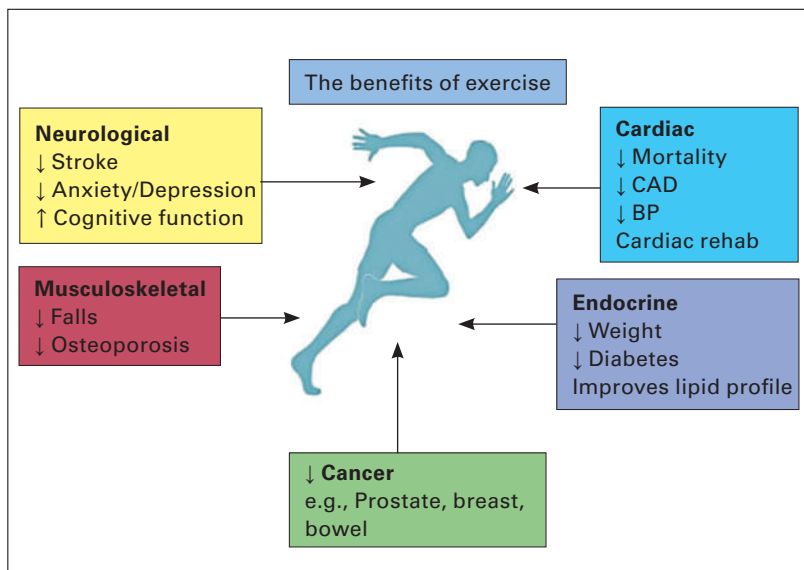 The benefits of exercise
Neurological
↓ Stroke
↓ Anxiety/Depression
↑ Cognitive function
Cardiac
↓ Mortality
↓ CAD
↓ BP
Cardiac rehab
Musculoskeletal
↓ Falls
↓ Osteoporosis
Endocrine
↓ Weight
↓ Diabetes
Improves lipid profile
↓ Cancer
e.g., Prostate, breast,
bowel